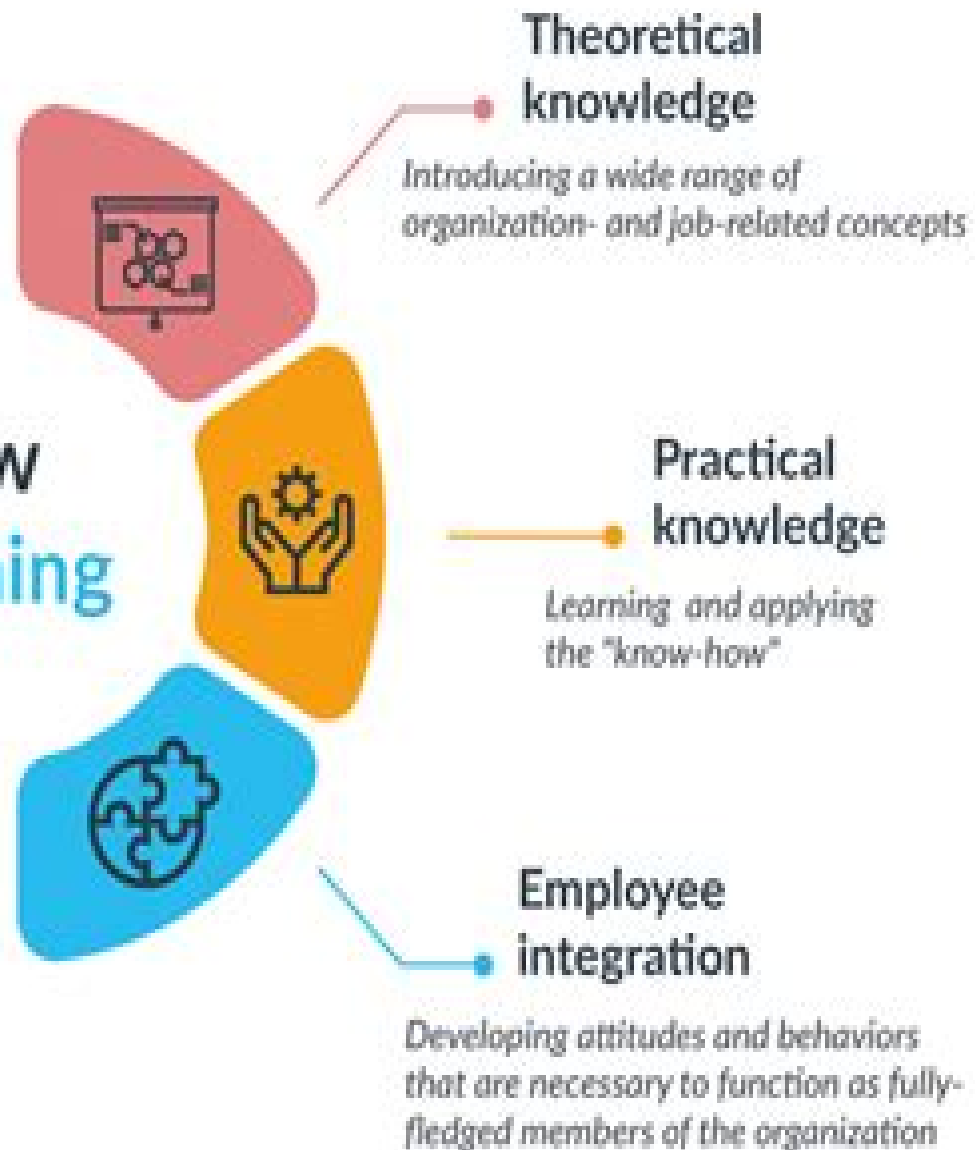 Theoretical
knowledge
Introducing a wide range of
organization- and job-related concepts
w
ning
Practical
knowledge
Learning and applying
the "know-how"
Employee
integration
Developing attitudes and behaviors
that are necessary to function as fully-
fledged members of the organization